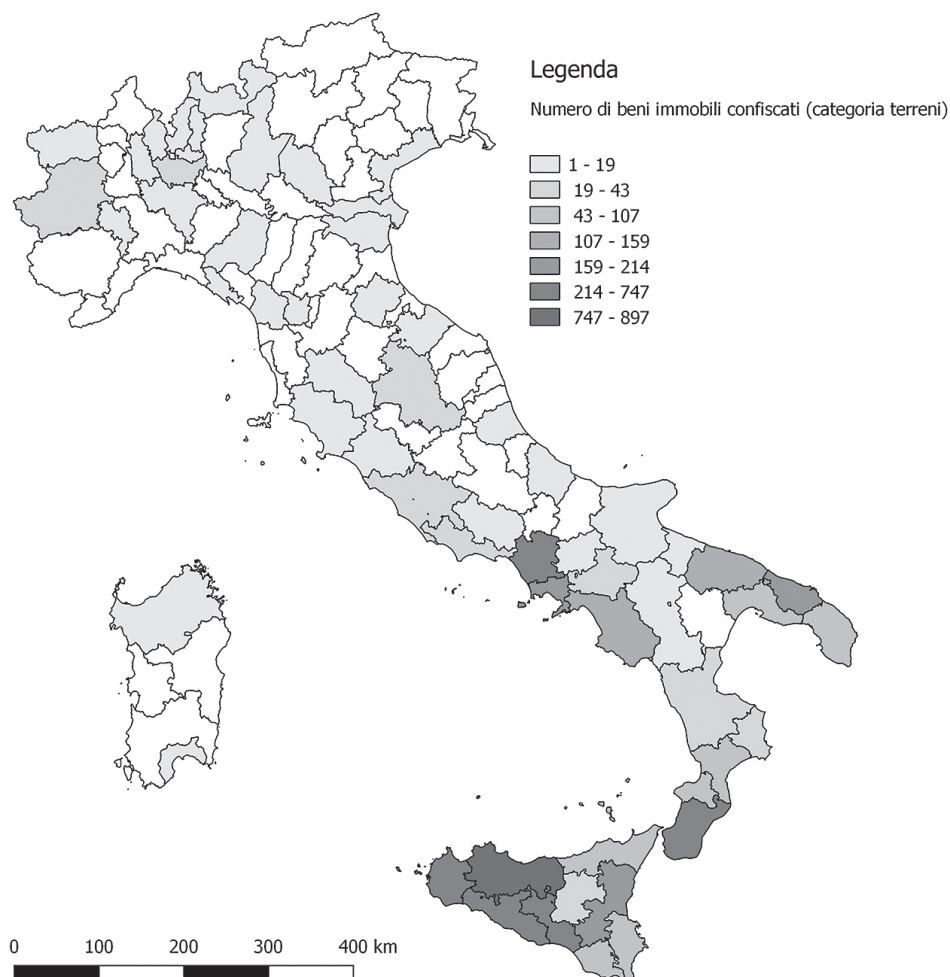 Legenda
Numero di beni immobili confiscati (categoria terreni)
1 - 19
19 - 43
43 - 107
107 - 159
159 - 214
214 - 747
747 - 897
0 100 200 300 400 km